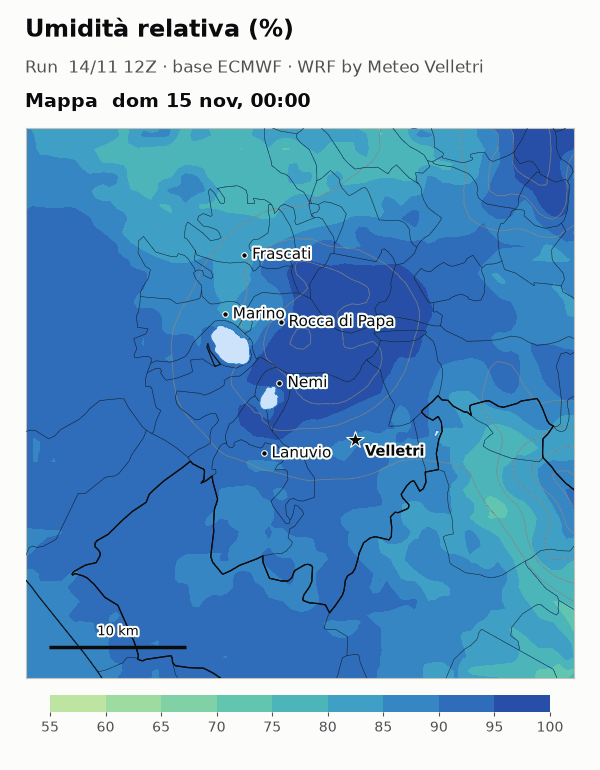 Umidità relativa (%)
Run  14/11 12Z · base ECMWF · WRF by Meteo Velletri
Mappa  dom 15 nov, 00:00
Frascati
Marino
Rocca di Papa
Nemi
Velletri
Lanuvio
10 km
55 60 65 70 75 80 85 90 95 100